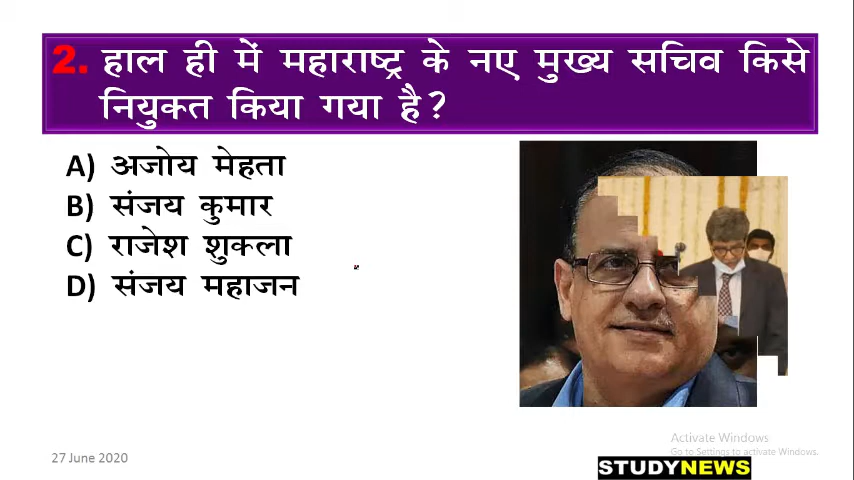 2. हाल ही में महाराष्ट्र के नए मुख्य सचिव किसे
नियुक्त किया गया है?
A) अजोय मेहता
B) संजय कुमार
C) राजेश शुक्ला
D) संजय महाजन
Activate Windows
Go to Settings to activate Windows.
27 June 2020
STUDYNEWS